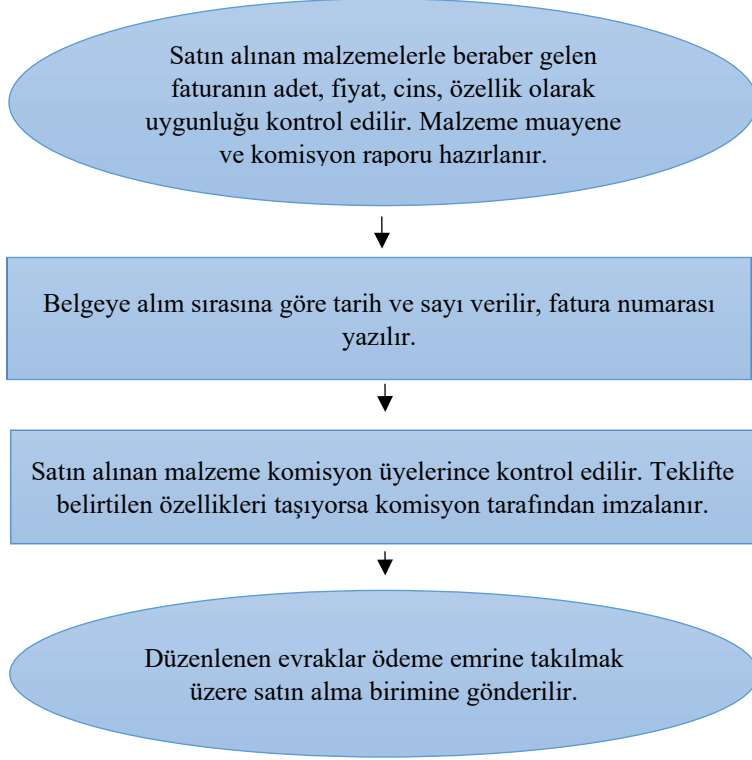 Satın alınan malzemelerle beraber gelen
faturanın adet, fiyat, cins, özellik olarak
uygunluğu kontrol edilir. Malzeme muayene
ve komisyon raporu hazırlanır.
Belgeye alım sırasına göre tarih ve sayı verilir, fatura numarası
yazılır.
Satın alınan malzeme komisyon üyelerince kontrol edilir. Teklifte
belirtilen özellikleri taşıyorsa komisyon tarafından imzalanır.
Düzenlenen evraklar ödeme emrine takılmak
üzere satın alma birimine gönderilir.